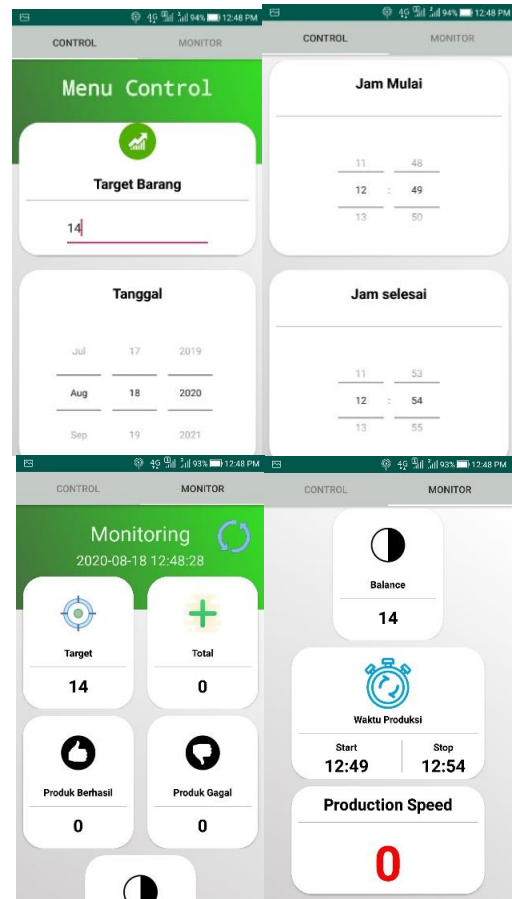 4G 94% 12:48 PM
CONTROL MONITOR
Menu Control
Target Barang
14
Tanggal
Jul 17 2019
Aug 18 2020
Sep 19 2021
4G 94% 12:48 PM
CONTROL MONITOR
Jam Mulai
11 48
12 : 49
13 50
Jam selesai
11 53
12 : 54
13 55
4G 93% 12:48 PM
CONTROL MONITOR
Monitoring
2020-08-18 12:48:28
Target Total
14 0
Produk Berhasil Produk Gagal
0 0
4G 93% 12:48 PM
CONTROL MONITOR
Balance
14
Waktu Produksi
Start Stop
12:49 12:54
Production Speed
0